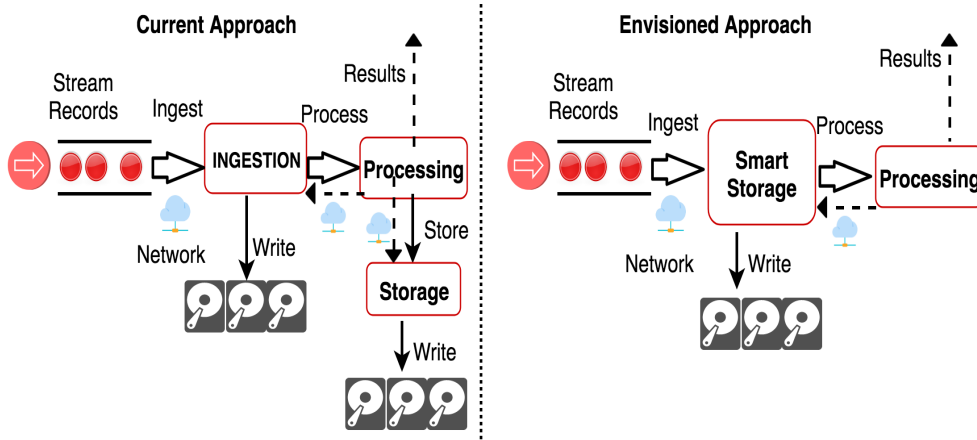 Current Approach
Stream
Records
Ingest
INGESTION
Process
Results
Processing
Network
Write
Store
Storage
Write
Envisioned Approach
Stream
Records
Ingest
Smart
Storage
Process
Results
Processing
Network
Write